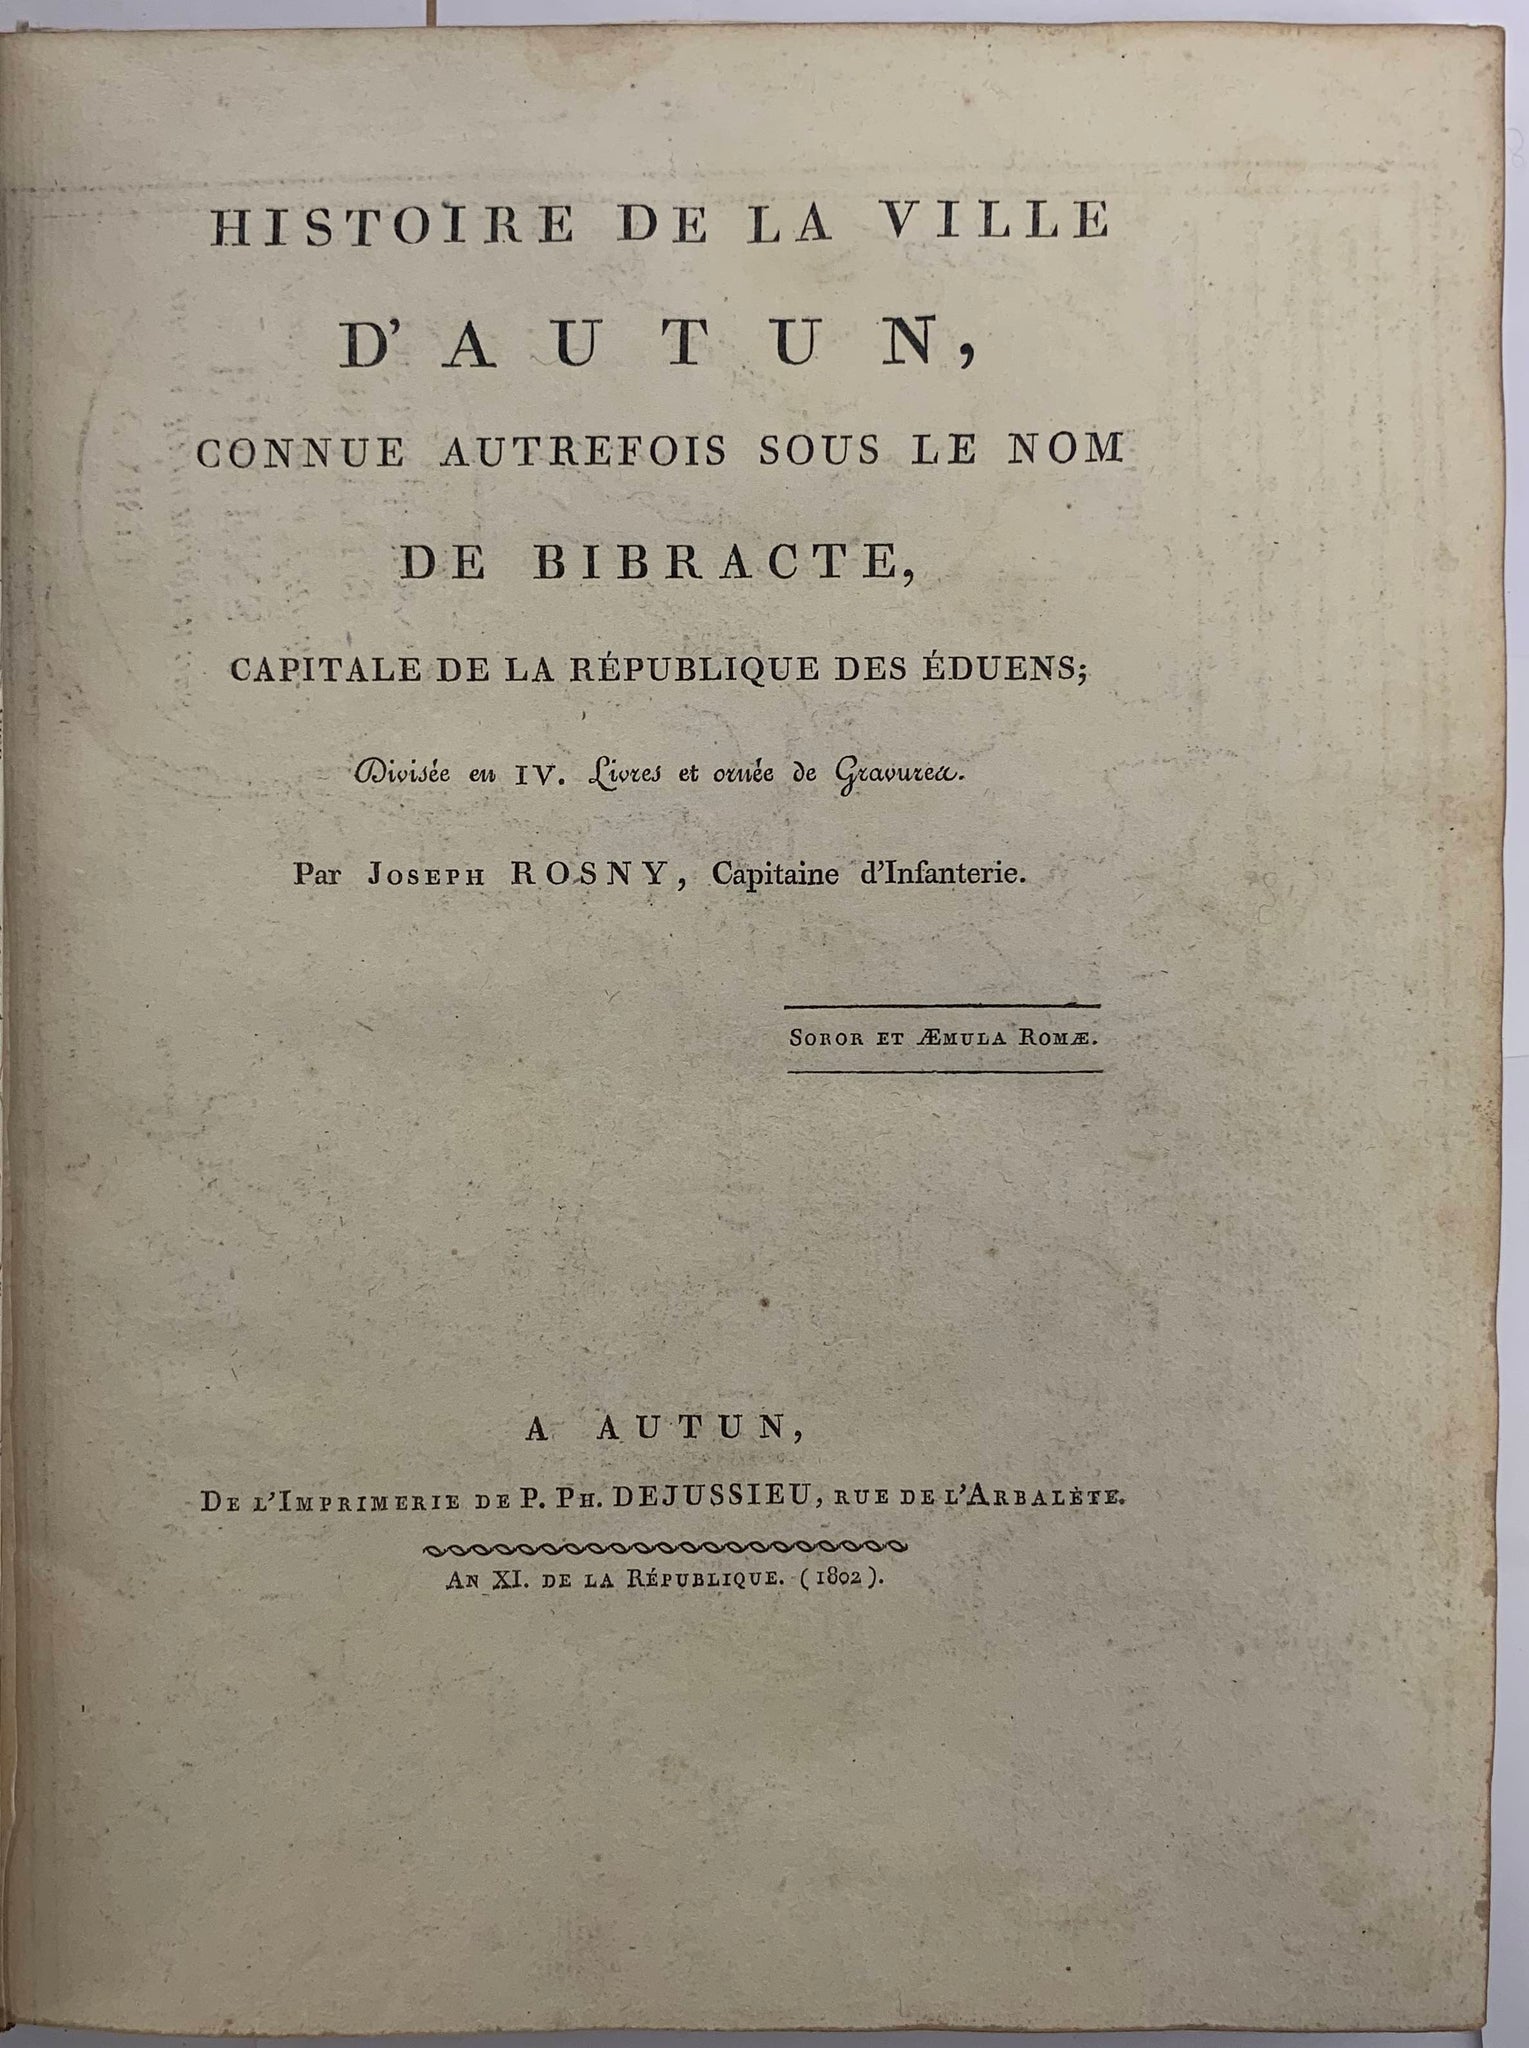 HISTOIRE DE LA VILLE
D'AUTUN,
CONNUE AUTREFOIS SOUS LE NOM
DE BIBRACTE,
CAPITALE DE LA RÉPUBLIQUE DES ÉDUENS;
Divisée en IV. Livres et ornée de Gravures.
Par JOSEPH ROSNY, Capitaine d'Infanterie.
SOROR ET ÆMULA ROMÆ.
A AUTUN,
DE L'IMPRIMERIE DE P. PH. DEJUSSIEU, RUE DE L'ARBALÈTE.
AN XI. DE LA RÉPUBLIQUE. (1802).